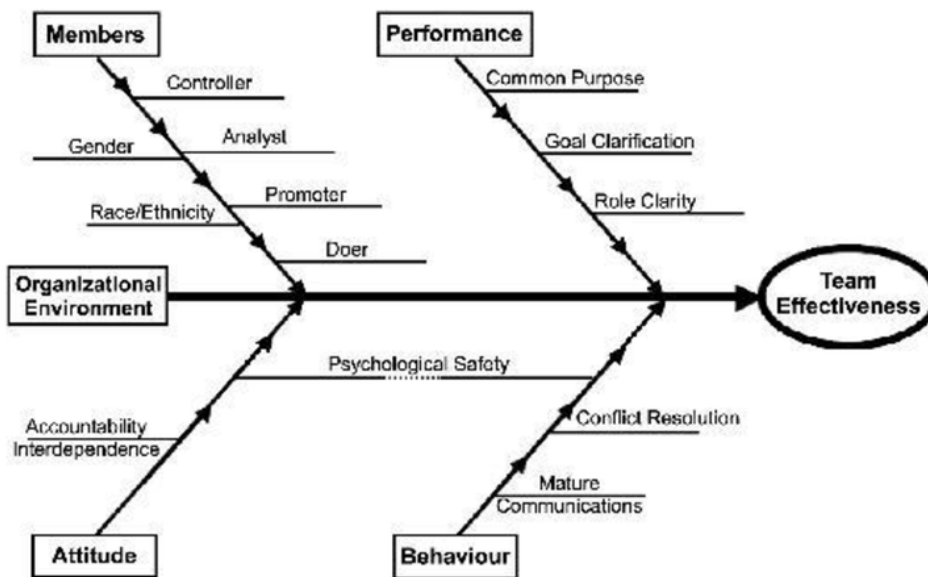 Members
Performance
Controller
Common Purpose
Gender
Analyst
Goal Clarification
Race/Ethnicity
Promoter
Role Clarity
Doer
Organizational
Environment
Team
Effectiveness
Psychological Safety
Accountability
Interdependence
Conflict Resolution
Mature
Communications
Attitude
Behaviour